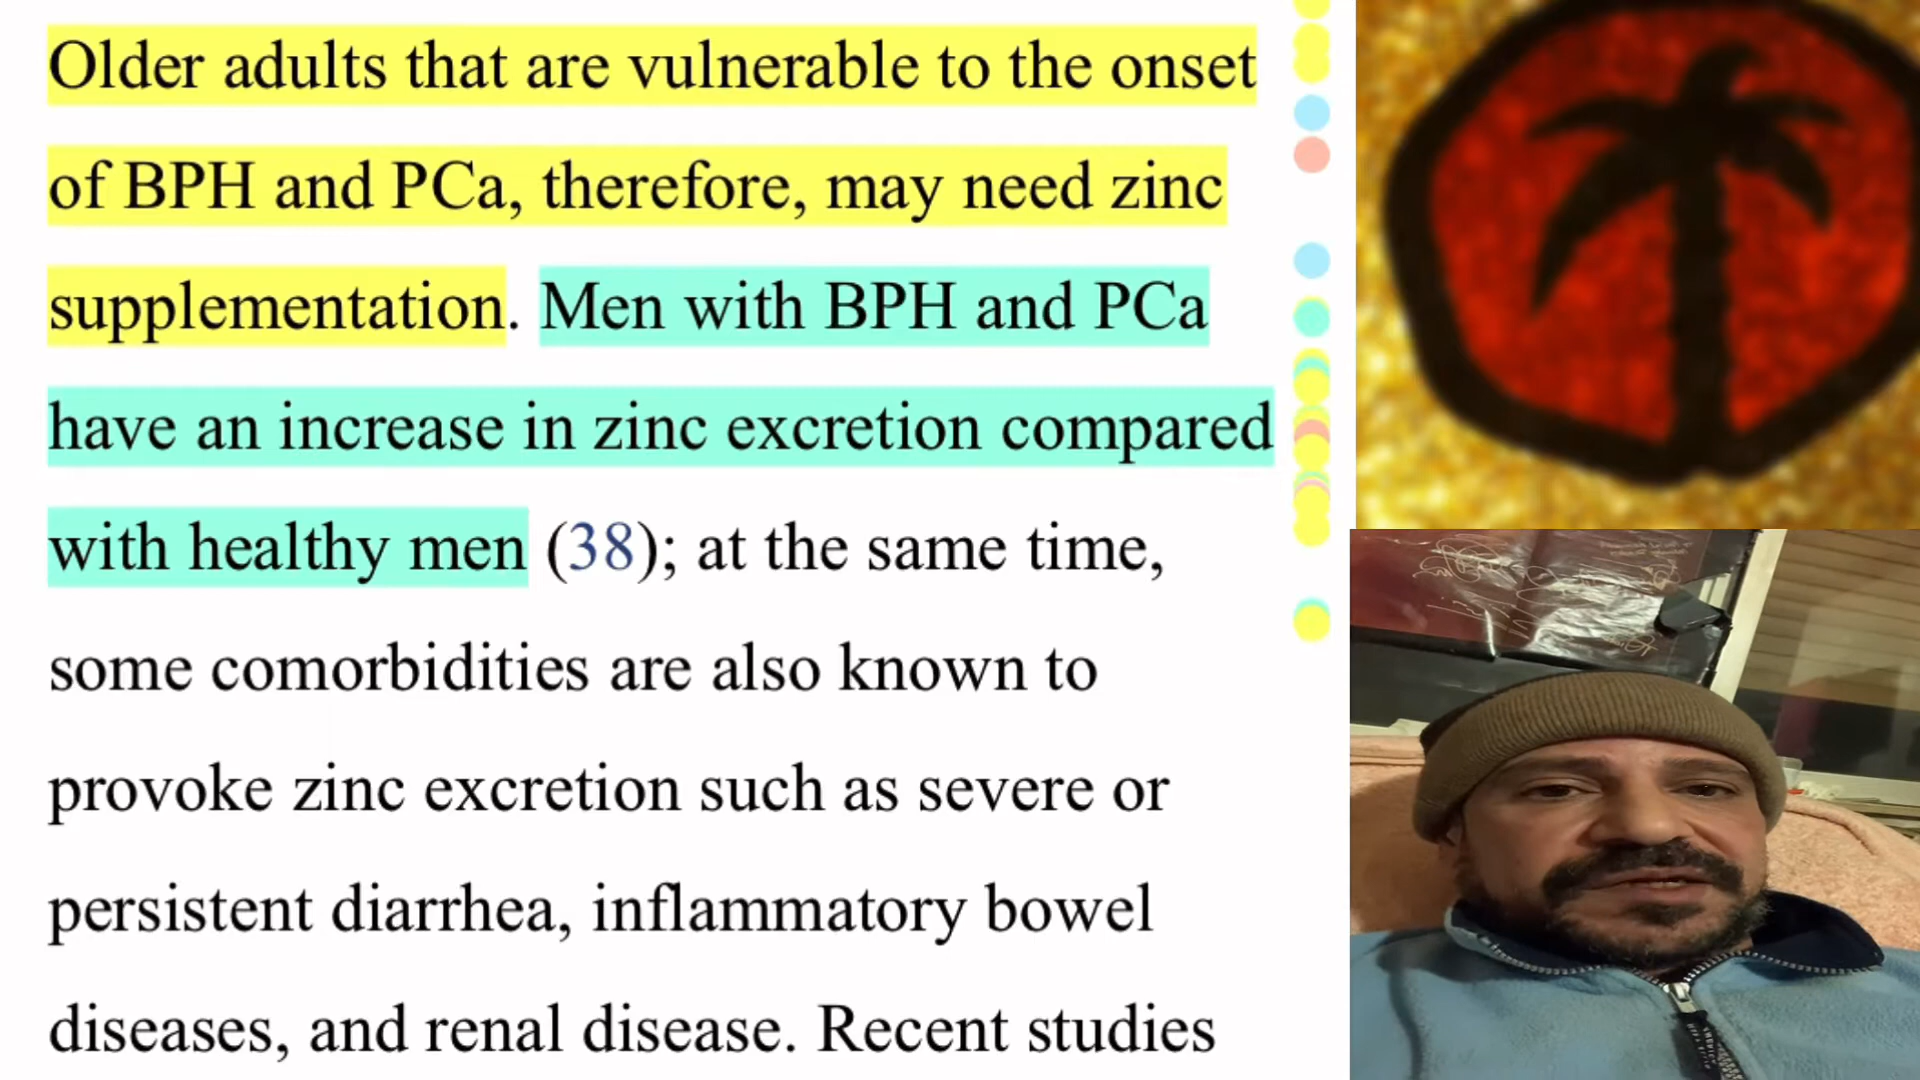 Older adults that are vulnerable to the onset
of BPH and PCa, therefore, may need zinc
supplementation. Men with BPH and PCa
have an increase in zinc excretion compared
with healthy men (38); at the same time,
some comorbidities are also known to
provoke zinc excretion such as severe or
persistent diarrhea, inflammatory bowel
diseases, and renal disease. Recent studies